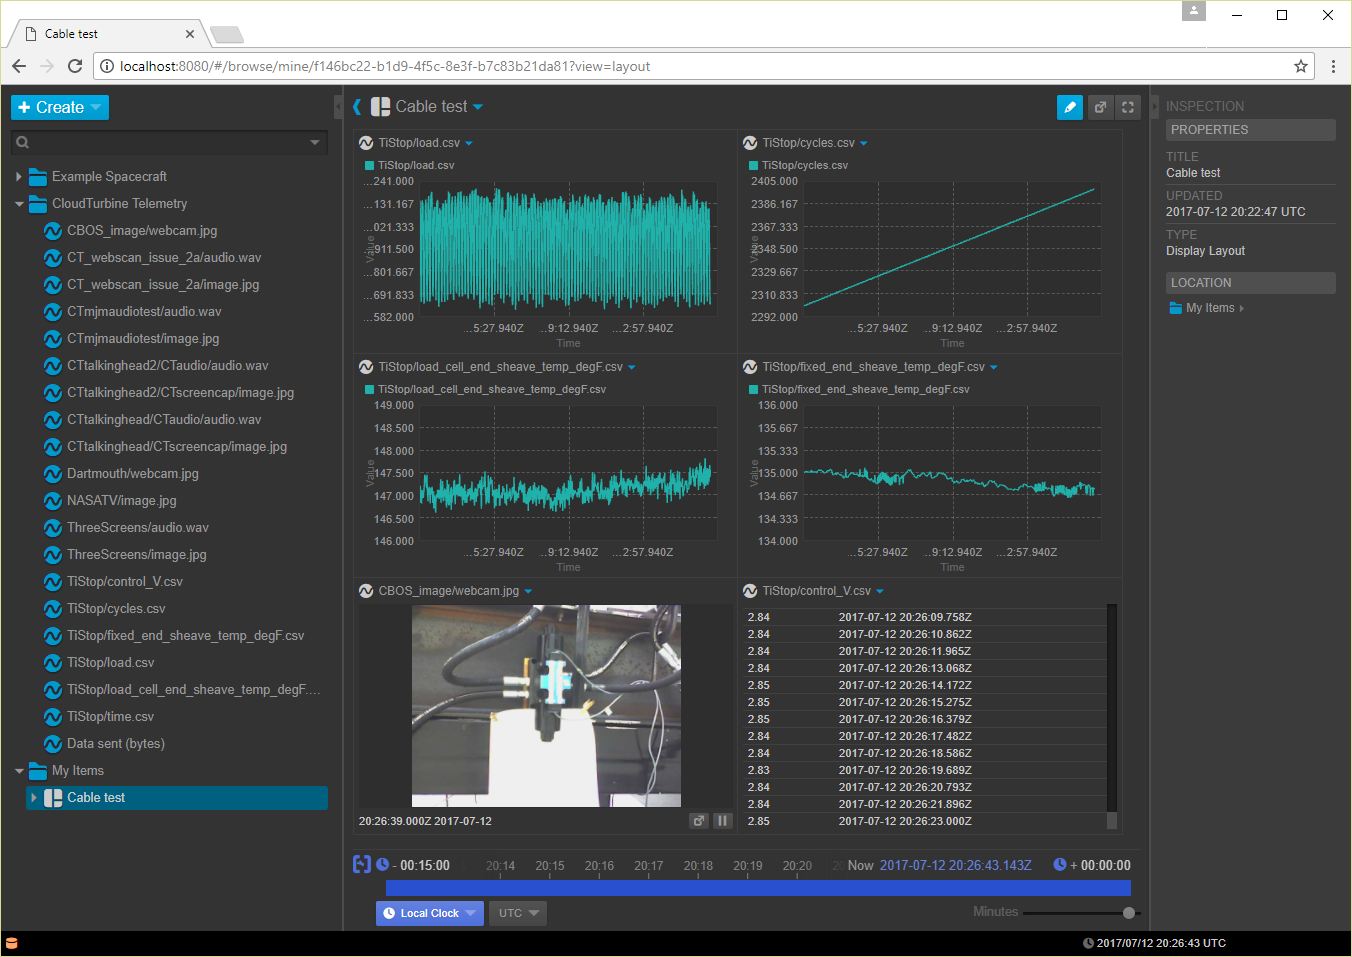 Cable test
localhost:8080/#/browse/mine/f146bc22-b1d9-4f5c-8e3f-b7c83b21da81?view=layout
Create
Example Spacecraft
CloudTurbine Telemetry
CBOS_image/webcam.jpg
CT_webscan_issue_2a/audio.wav
CT_webscan_issue_2a/image.jpg
CTmjmaudiotest/audio.wav
CTmjmaudiotest/image.jpg
CTtalkinghead2/CTaudio/audio.wav
CTtalkinghead2/CTscreencap/image.jpg
CTtalkinghead/CTaudio/audio.wav
CTtalkinghead/CTscreencap/image.jpg
Dartmouth/webcam.jpg
NASATV/image.jpg
ThreeScreens/audio.wav
ThreeScreens/image.jpg
TiStop/control_V.csv
TiStop/cycles.csv
TiStop/fixed_end_sheave_temp_degF.csv
TiStop/load.csv
TiStop/load_cell_end_sheave_temp_degF....
TiStop/time.csv
Data sent (bytes)
My Items
Cable test
Cable test
TiStop/load.csv
TiStop/load.csv
...241.000
...131.167
...021.333
...911.500
...801.667
...691.833
...582.000
Value
...5:27.940Z ...9:12.940Z ...2:57.940Z
Time
TiStop/cycles.csv
TiStop/cycles.csv
2405.000
2386.167
2367.333
2348.500
2329.667
2310.833
2292.000
Value
...5:27.940Z ...9:12.940Z ...2:57.940Z
Time
TiStop/load_cell_end_sheave_temp_degF.csv
TiStop/load_cell_end_sheave_temp_degF.csv
149.000
148.500
148.000
147.500
147.000
146.500
146.000
Value
...5:27.940Z ...9:12.940Z ...2:57.940Z
Time
TiStop/fixed_end_sheave_temp_degF.csv
TiStop/fixed_end_sheave_temp_degF.csv
136.000
135.667
135.333
135.000
134.667
134.333
134.000
Value
...5:27.940Z ...9:12.940Z ...2:57.940Z
Time
CBOS_image/webcam.jpg
20:26:39.000Z 2017-07-12
TiStop/control_V.csv
2.84 2017-07-12 20:26:09.758Z
2.84 2017-07-12 20:26:10.862Z
2.84 2017-07-12 20:26:11.965Z
2.84 2017-07-12 20:26:13.068Z
2.85 2017-07-12 20:26:14.172Z
2.85 2017-07-12 20:26:15.275Z
2.85 2017-07-12 20:26:16.379Z
2.84 2017-07-12 20:26:17.482Z
2.84 2017-07-12 20:26:18.586Z
2.83 2017-07-12 20:26:19.689Z
2.84 2017-07-12 20:26:20.793Z
2.84 2017-07-12 20:26:21.896Z
2.85 2017-07-12 20:26:23.000Z
- 00:15:00 20:14 20:15 20:16 20:17 20:18 20:19 20:20 Now 2017-07-12 20:26:43.143Z + 00:00:00
Local Clock UTC Minutes
INSPECTION
PROPERTIES
TITLE
Cable test
UPDATED
2017-07-12 20:22:47 UTC
TYPE
Display Layout
LOCATION
My Items
2017/07/12 20:26:43 UTC